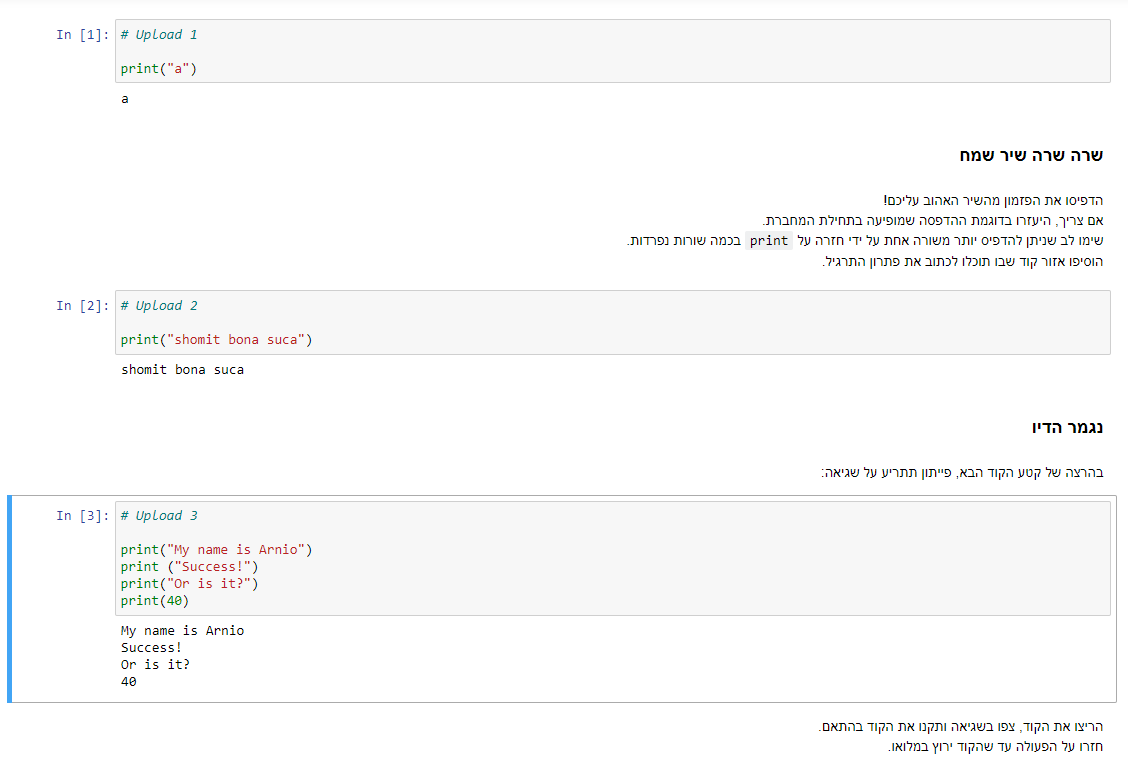 In [1]: # Upload 1
print("a")
a
שרה שרה שיר שמח
הדפיסו את הפזמון מהשיר האהוב עליכם!
אם צריך, היעזרו בדוגמת ההדפסה שמופיעה בתחילת המחברת.
שימו לב שניתן להדפיס יותר משורה אחת על ידי חזרה על print בכמה שורות נפרדות.
הוסיפו אזור קוד שבו תוכלו לכתוב את פתרון התרגיל.
In [2]: # Upload 2
print("shomit bona suca")
shomit bona suca
נגמר הדיו
בהרצה של קטע הקוד הבא, פייתון תתריע על שגיאה:
In [3]: # Upload 3
print("My name is Arnio")
print ("Success!")
print("Or is it?")
print(40)
My name is Arnio
Success!
Or is it?
40
הריצו את הקוד, צפו בשגיאה ותקנו את הקוד בהתאם.
חזרו על הפעולה עד שהקוד ירוץ במלואו.